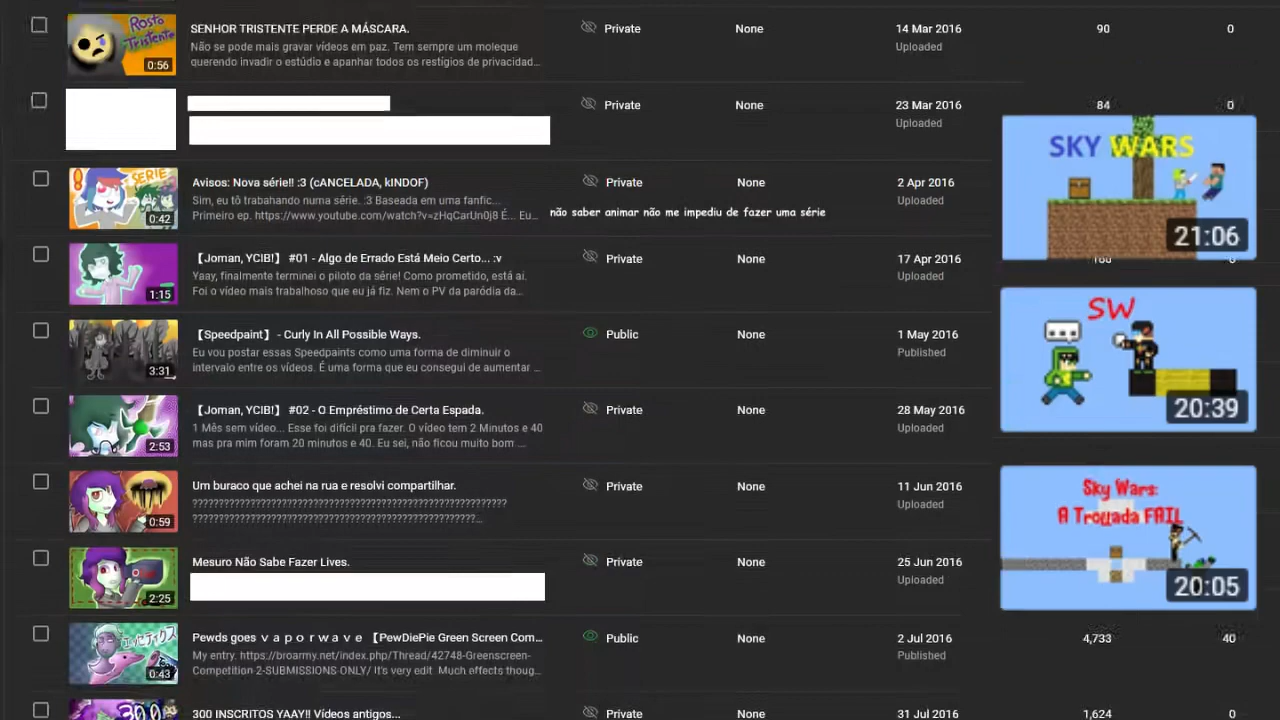 Rosto
Tristente
0:56
SENHOR TRISTENTE PERDE A MÁSCARA.
Não se pode mais gravar vídeos em paz. Tem sempre um moleque
querendo invadir o estúdio e apanhar todos os restígios de privacidad...
Private
None
14 Mar 2016
Uploaded
90
0
Private
None
23 Mar 2016
Uploaded
84
0
SÉRIE
0:42
Avisos: Nova série!! :3 (cANCELADA, kINDOF)
Sim, eu tô trabahando numa série. :3 Baseada em uma fanfic...
Primeiro ep. https://www.youtube.com/watch?v=zHqCarUn0j8 É... Eu...
Private
None
2 Apr 2016
Uploaded
não saber animar não me impediu de fazer uma série
SKY WARS
21:06
1:15
【Joman, YCIB!】 #01 - Algo de Errado Está Meio Certo... :v
Yaay, finalmente terminei o piloto da série! Como prometido, está aí.
Foi o vídeo mais trabalhoso que eu já fiz. Nem o PV da paródia da...
Private
None
17 Apr 2016
Uploaded
3:31
【Speedpaint】 - Curly In All Possible Ways.
Eu vou postar essas Speedpaints como uma forma de diminuir o
intervalo entre os vídeos. É uma forma que eu consegui de aumentar ...
Public
None
1 May 2016
Published
SW
20:39
2:53
【Joman, YCIB!】 #02 - O Empréstimo de Certa Espada.
1 Mês sem vídeo... Esse foi difícil pra fazer. O vídeo tem 2 Minutos e 40
mas pra mim foram 20 minutos e 40. Eu sei, não ficou muito bom ...
Private
None
28 May 2016
Uploaded
0:59
Um buraco que achei na rua e resolvi compartilhar.
Private
None
11 Jun 2016
Uploaded
Sky Wars:
A Trollada FAIL
20:05
2:25
Mesuro Não Sabe Fazer Lives.
Private
None
25 Jun 2016
Uploaded
0:43
Pewds goes ｖａｐｏｒｗａｖｅ 【PewDiePie Green Screen Com...
My entry. https://broarmy.net/index.php/Thread/42748-Greenscreen-
Competition-2-SUBMISSIONS-ONLY/ It's very edit. Much effects thoug...
Public
None
2 Jul 2016
Published
4,733
40
300
300 INSCRITOS YAAY!! Vídeos antigos...
Private
None
31 Jul 2016
1,624
0